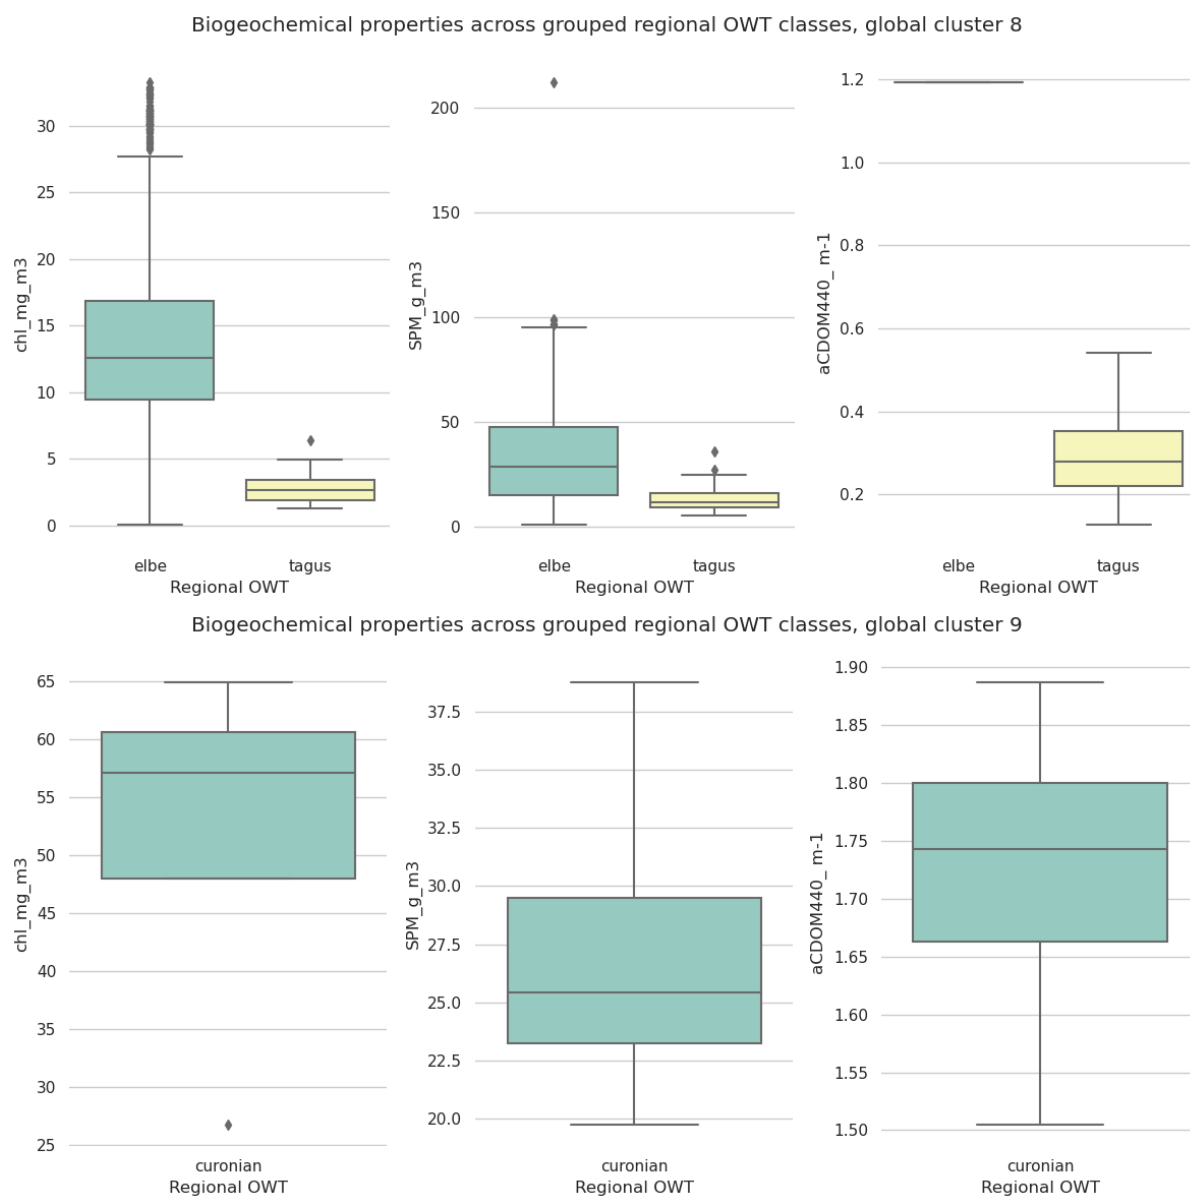 Biogeochemical properties across grouped regional OWT classes, global cluster 8
chl_mg_m3
30
25
20
15
10
5
0
elbe
tagus
Regional OWT
SPM_g_m3
200
150
100
50
0
elbe
tagus
Regional OWT
aCDOM440_ m-1
1.2
1.0
0.8
0.6
0.4
0.2
elbe
tagus
Regional OWT
Biogeochemical properties across grouped regional OWT classes, global cluster 9
chl_mg_m3
65
60
55
50
45
40
35
30
25
curonian
Regional OWT
SPM_g_m3
37.5
35.0
32.5
30.0
27.5
25.0
22.5
20.0
curonian
Regional OWT
aCDOM440_ m-1
1.90
1.85
1.80
1.75
1.70
1.65
1.60
1.55
1.50
curonian
Regional OWT